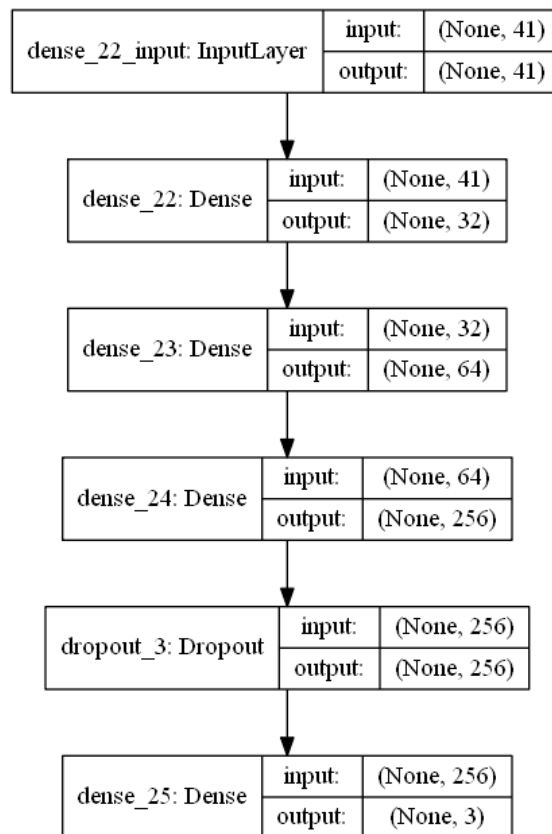 dense_22_input: InputLayer
input: (None, 41)
output: (None, 41)
dense_22: Dense
input: (None, 41)
output: (None, 32)
dense_23: Dense
input: (None, 32)
output: (None, 64)
dense_24: Dense
input: (None, 64)
output: (None, 256)
dropout_3: Dropout
input: (None, 256)
output: (None, 256)
dense_25: Dense
input: (None, 256)
output: (None, 3)